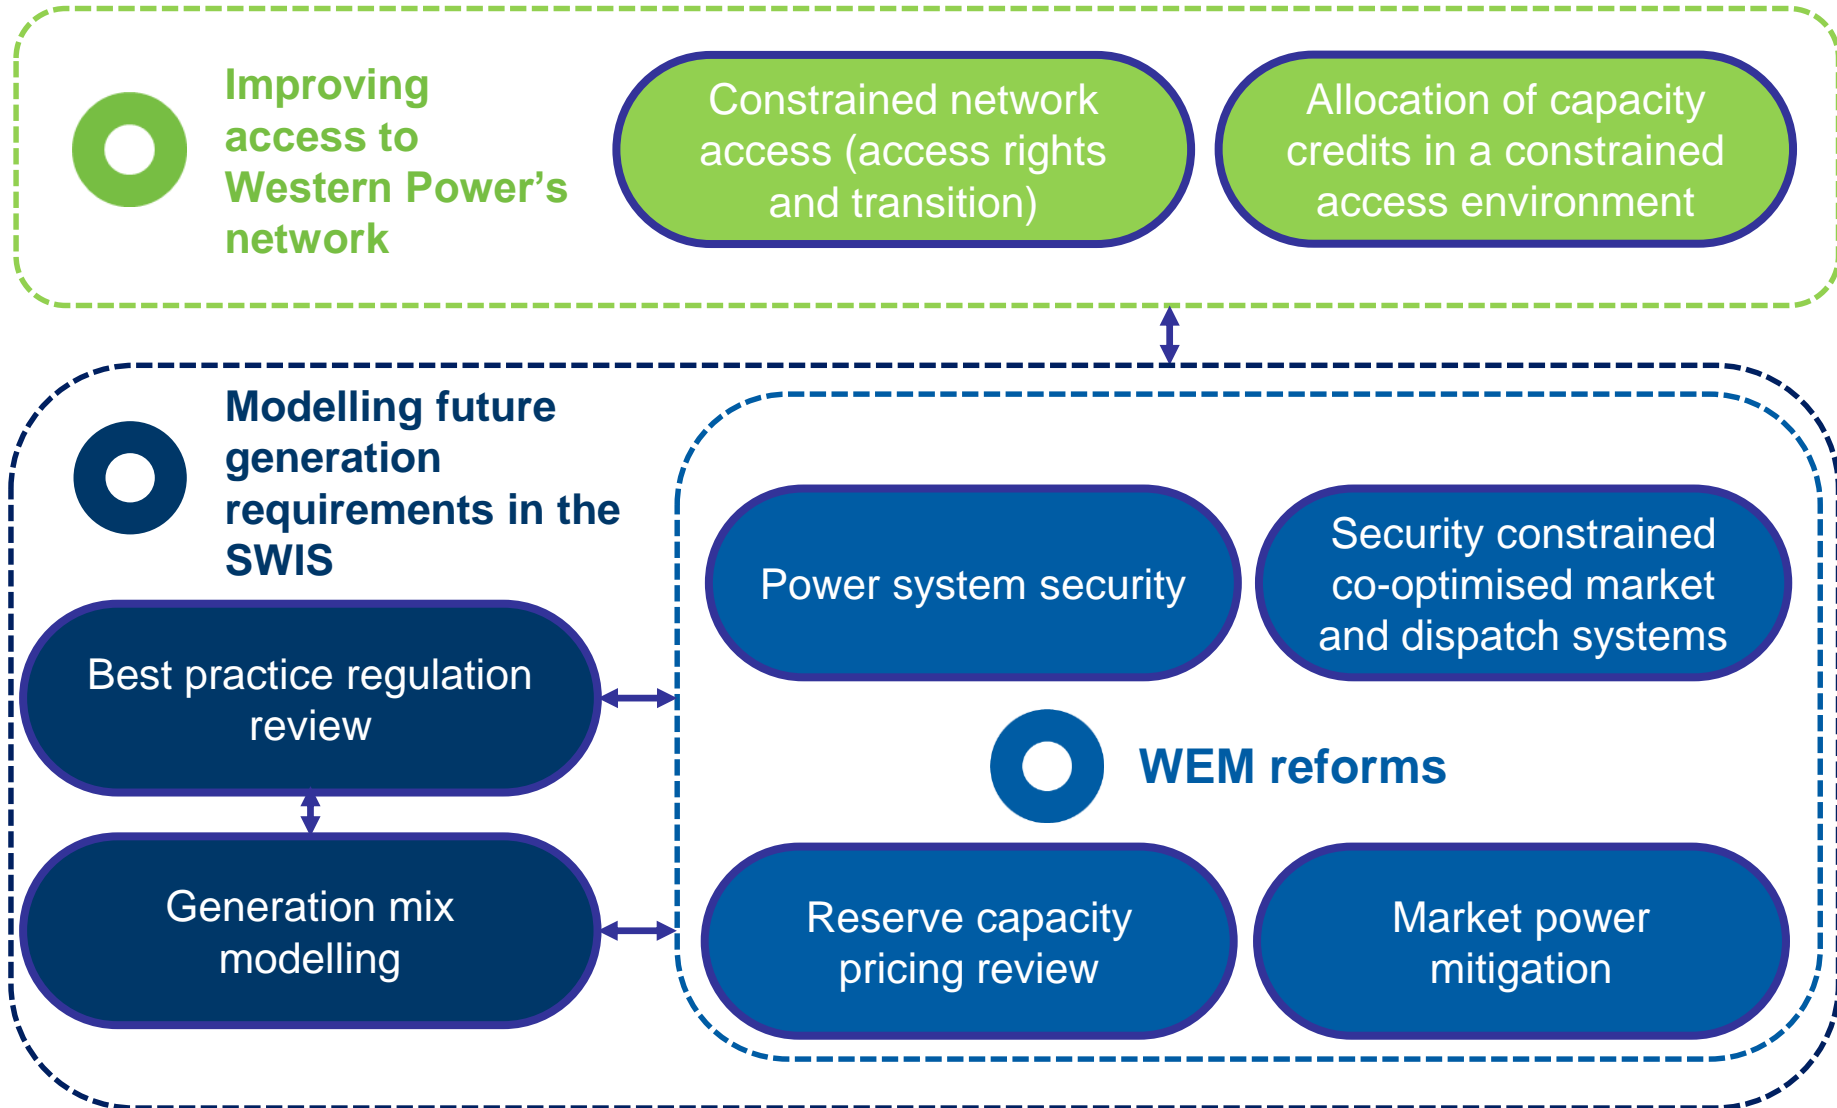 Improving
access to
Western Power’s
network
Constrained network
access (access rights
and transition)
Allocation of capacity
credits in a constrained
access environment
Modelling future
generation
requirements in the
SWIS
Best practice regulation
review
Generation mix
modelling
Power system security
Security constrained
co-optimised market
and dispatch systems
WEM reforms
Reserve capacity
pricing review
Market power
mitigation